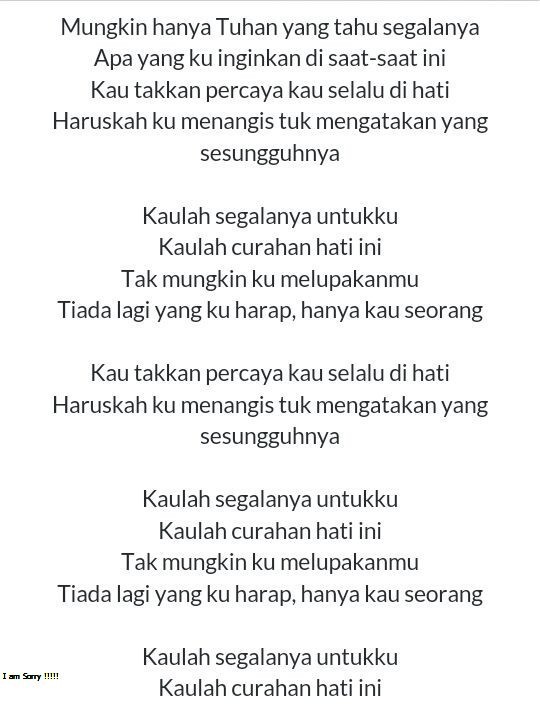 Mungkin hanya Tuhan yang tahu segalanya
Apa yang ku inginkan di saat-saat ini
Kau takkan percaya kau selalu di hati
Haruskah ku menangis tuk mengatakan yang
sesungguhnya
Kaulah segalanya untukku
Kaulah curahan hati ini
Tak mungkin ku melupakanmu
Tiada lagi yang ku harap, hanya kau seorang
Kau takkan percaya kau selalu di hati
Haruskah ku menangis tuk mengatakan yang
sesungguhnya
Kaulah segalanya untukku
Kaulah curahan hati ini
Tak mungkin ku melupakanmu
Tiada lagi yang ku harap, hanya kau seorang
Kaulah segalanya untukku
I am Sorry !!!!!
Kaulah curahan hati ini